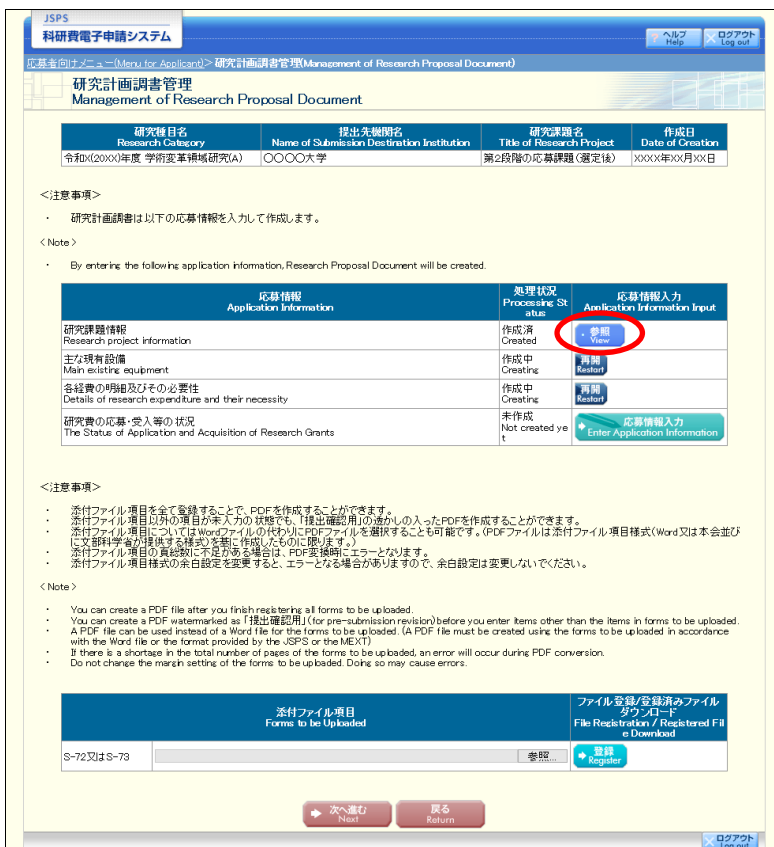 JSPS
科研費電子申請システム
? ヘルプ Help
ログアウト Log out
応募者向けメニュー(Menu for Applicant)> 研究計画調書管理(Management of Research Proposal Document)
研究計画調書管理
Management of Research Proposal Document
研究種目名 Research Category
提出先機関名 Name of Submission Destination Institution
研究課題名 Title of Research Project
作成日 Date of Creation
令和X(20XX)年度 学術変革領域研究(A)
〇〇〇〇大学
第2段階の応募課題(選定後)
XXXX年XX月XX日
<注意事項>
・ 研究計画調書は以下の応募情報を入力して作成します。
<Note>
・ By entering the following application information, Research Proposal Document will be created.
応募情報
Application Information
処理状況
Processing St
atus
応募情報入力
Application Information Input
研究課題情報
Research project information
作成済
Created
参照
View
主な現有設備
Main existing equipment
作成中
Creating
再開
Restart
各経費の明細及びその必要性
Details of research expenditure and their necessity
作成中
Creating
再開
Restart
研究費の応募・受入等の状況
The Status of Application and Acquisition of Research Grants
未作成
Not created ye
t
応募情報入力
Enter Application Information
<注意事項>
・ 添付ファイル項目を全て登録することで、PDFを作成することができます。
・ 添付ファイル項目以外の項目が未入力の状態でも、「提出確認用」の透かしの入ったPDFを作成することができます。
・ 添付ファイル項目についてはWordファイルの代わりにPDFファイルを選択することも可能です。(PDFファイルは添付ファイル項目様式(Word又は本会並び
に文部科学省が提供する様式)を基に作成したものに限ります。)
・ 添付ファイル項目の頁総数に不足がある場合は、PDF変換時にエラーとなります。
・ 添付ファイル項目様式の余白設定を変更すると、エラーとなる場合がありますので、余白設定は変更しないでください。
<Note>
・ You can create a PDF file after you finish registering all forms to be uploaded.
・ You can create a PDF watermarked as 「提出確認用」(for pre-submission revision) before you enter items other than the items in forms to be uploaded.
・ A PDF file can be used instead of a Word file for the forms to be uploaded. (A PDF file must be created using the forms to be uploaded in accordance
with the Word file or the format provided by the JSPS or the MEXT)
・ If there is a shortage in the total number of pages of the forms to be uploaded, an error will occur during PDF conversion.
・ Do not change the margin setting of the forms to be uploaded. Doing so may cause errors.
添付ファイル項目
Forms to be Uploaded
ファイル登録/登録済みファイル
ダウンロード
File Registration / Registered Fil
e Download
S-72又はS-73
参照...
登録
Register
次へ進む
Next
戻る
Return
ログアウト
Log out